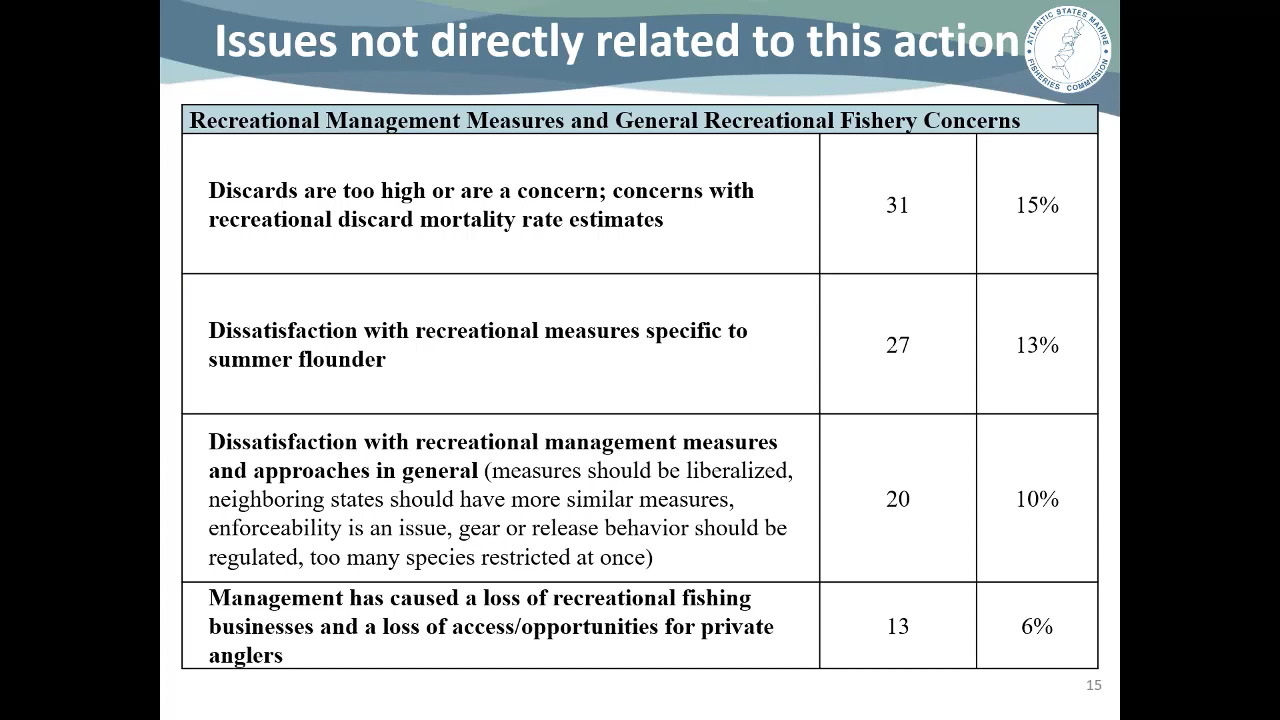 Issues not directly related to this action
ATLANTIC STATES MARINE
FISHERIES COMMISSION
Recreational Management Measures and General Recreational Fishery Concerns
Discards are too high or are a concern; concerns with
recreational discard mortality rate estimates
31
15%
Dissatisfaction with recreational measures specific to
summer flounder
27
13%
Dissatisfaction with recreational management measures
and approaches in general (measures should be liberalized,
neighboring states should have more similar measures,
enforceability is an issue, gear or release behavior should be
regulated, too many species restricted at once)
20
10%
Management has caused a loss of recreational fishing
businesses and a loss of access/opportunities for private
anglers
13
6%
15